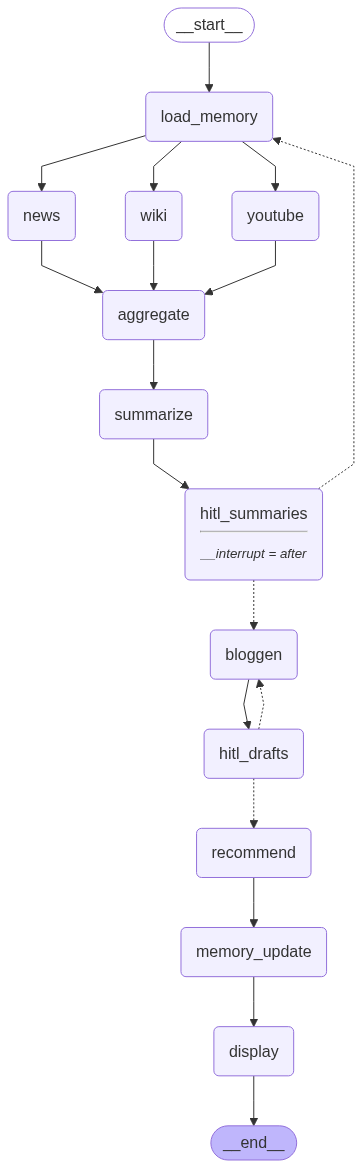 __start__
load_memory
news
wiki
youtube
aggregate
summarize
hitl_summaries
__interrupt = after
bloggen
hitl_drafts
recommend
memory_update
display
__end__